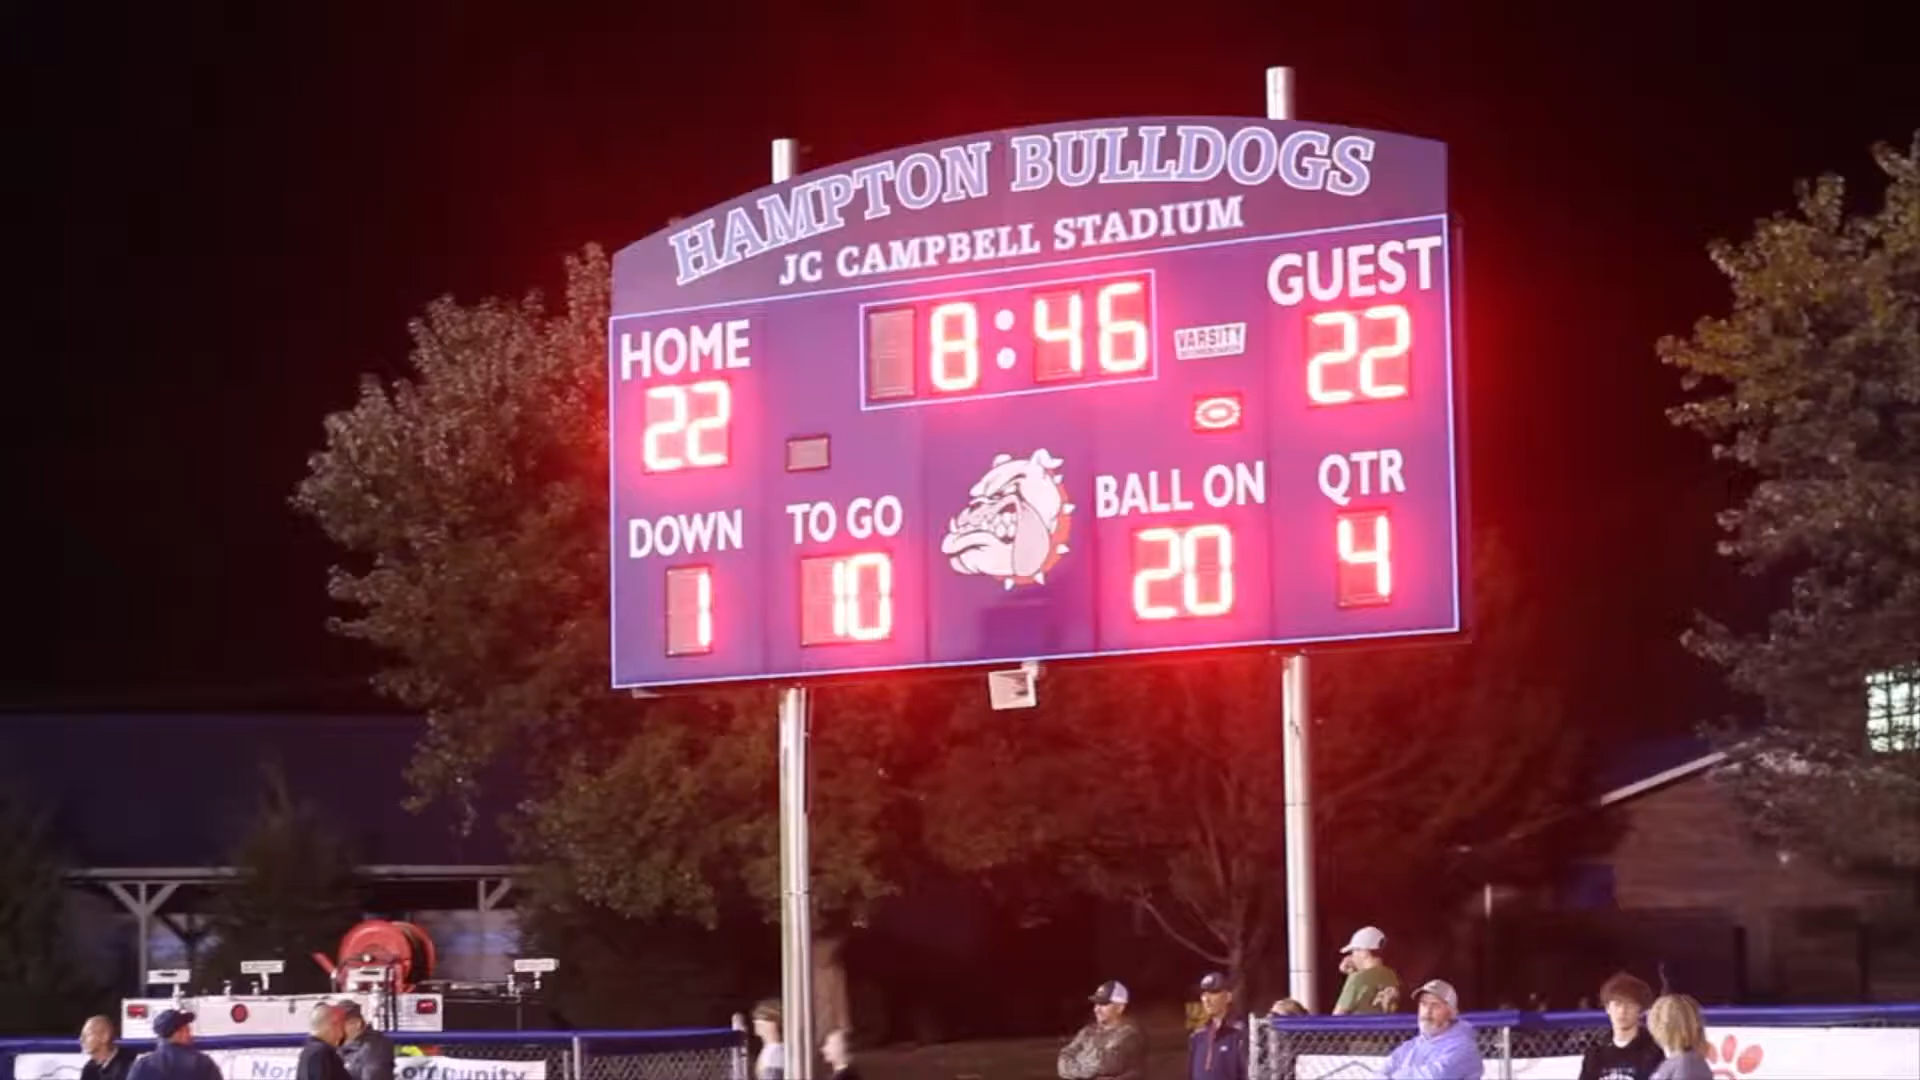 HAMPTON BULLDOGS
JC CAMPBELL STADIUM
HOME
22
8:46
VARSITY
GUEST
22
DOWN
1
TO GO
10
BALL ON
20
QTR
4